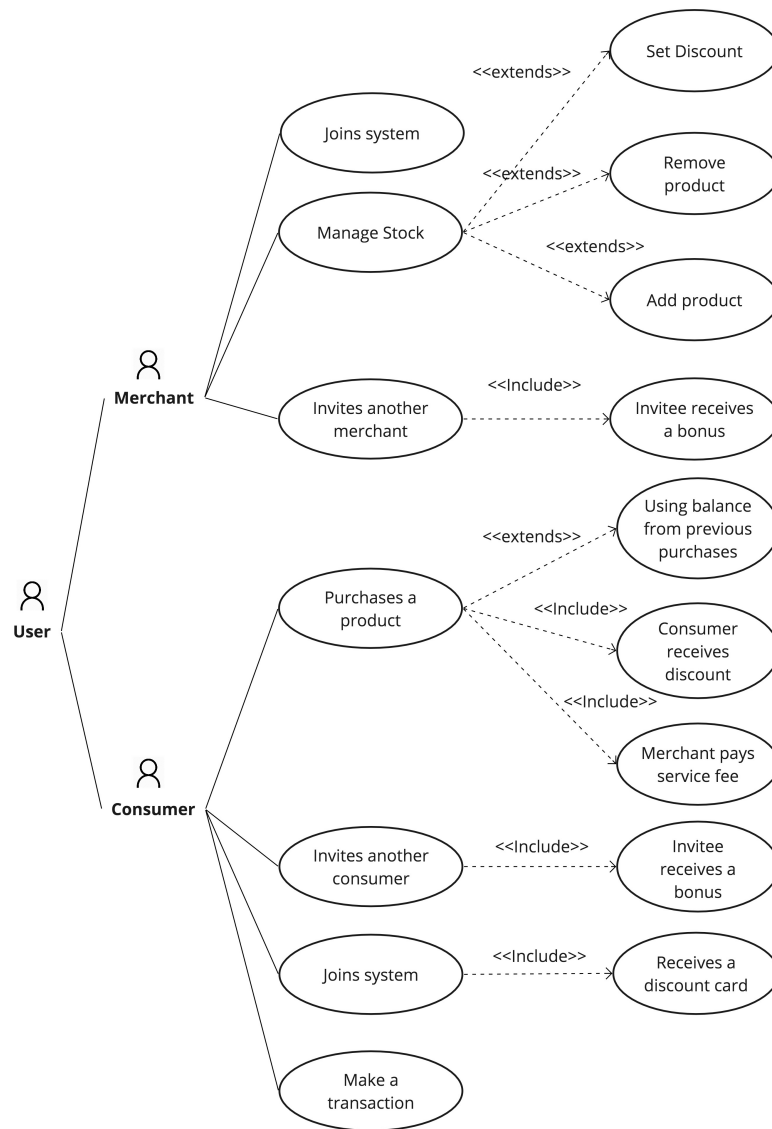 Set Discount
<<extends>>
Joins system
Remove
product
<<extends>>
Manage Stock
<<extends>>
Add product
Merchant
<<Include>>
Invites another
merchant
Invitee receives
a bonus
Using balance
from previous
purchases
<<extends>>
Purchases a
product
<<Include>>
Consumer
receives
discount
User
<<Include>>
Merchant pays
service fee
Consumer
<<Include>>
Invites another
consumer
Invitee
receives a
bonus
<<Include>>
Joins system
Receives a
discount card
Make a
transaction